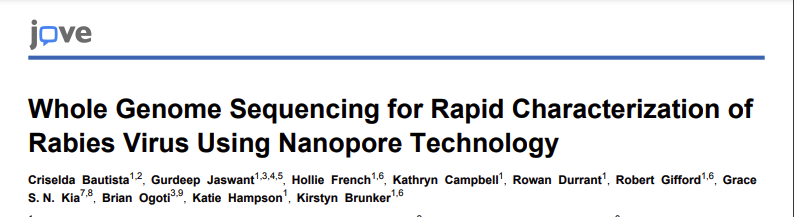 jove
Whole Genome Sequencing for Rapid Characterization of
Rabies Virus Using Nanopore Technology
Criselda Bautista1,2, Gurdeep Jaswant1,3,4,5, Hollie French1,6, Kathryn Campbell1, Rowan Durrant1, Robert Gifford1,6, Grace
S. N. Kia7,8, Brian Ogoti3,9, Katie Hampson1, Kirstyn Brunker1,6